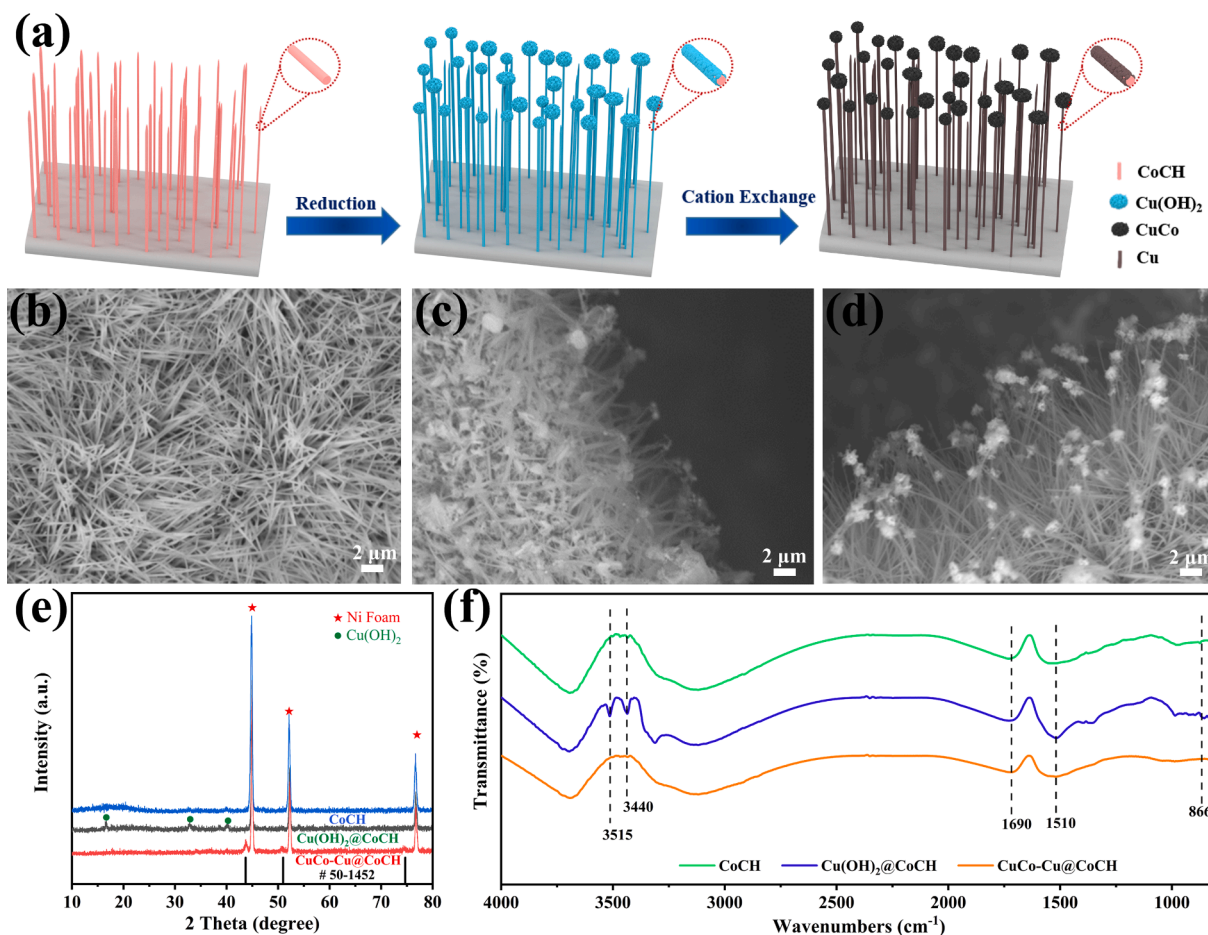 (a)
Reduction
Cation Exchange
CoCH
Cu(OH)2
CuCo
Cu
(b)
2 μm
(c)
2 μm
(d)
2 μm
(e)
Ni Foam
Cu(OH)2
CoCH
Cu(OH)2@CoCH
CuCo-Cu@CoCH
# 50-1452
Intensity (a.u.)
10 20 30 40 50 60 70 80
2 Theta (degree)
(f)
Transmittance (%)
3515
3440
1690
1510
866
CoCH
Cu(OH)2@CoCH
CuCo-Cu@CoCH
4000 3500 3000 2500 2000 1500 1000
Wavenumbers (cm-1)